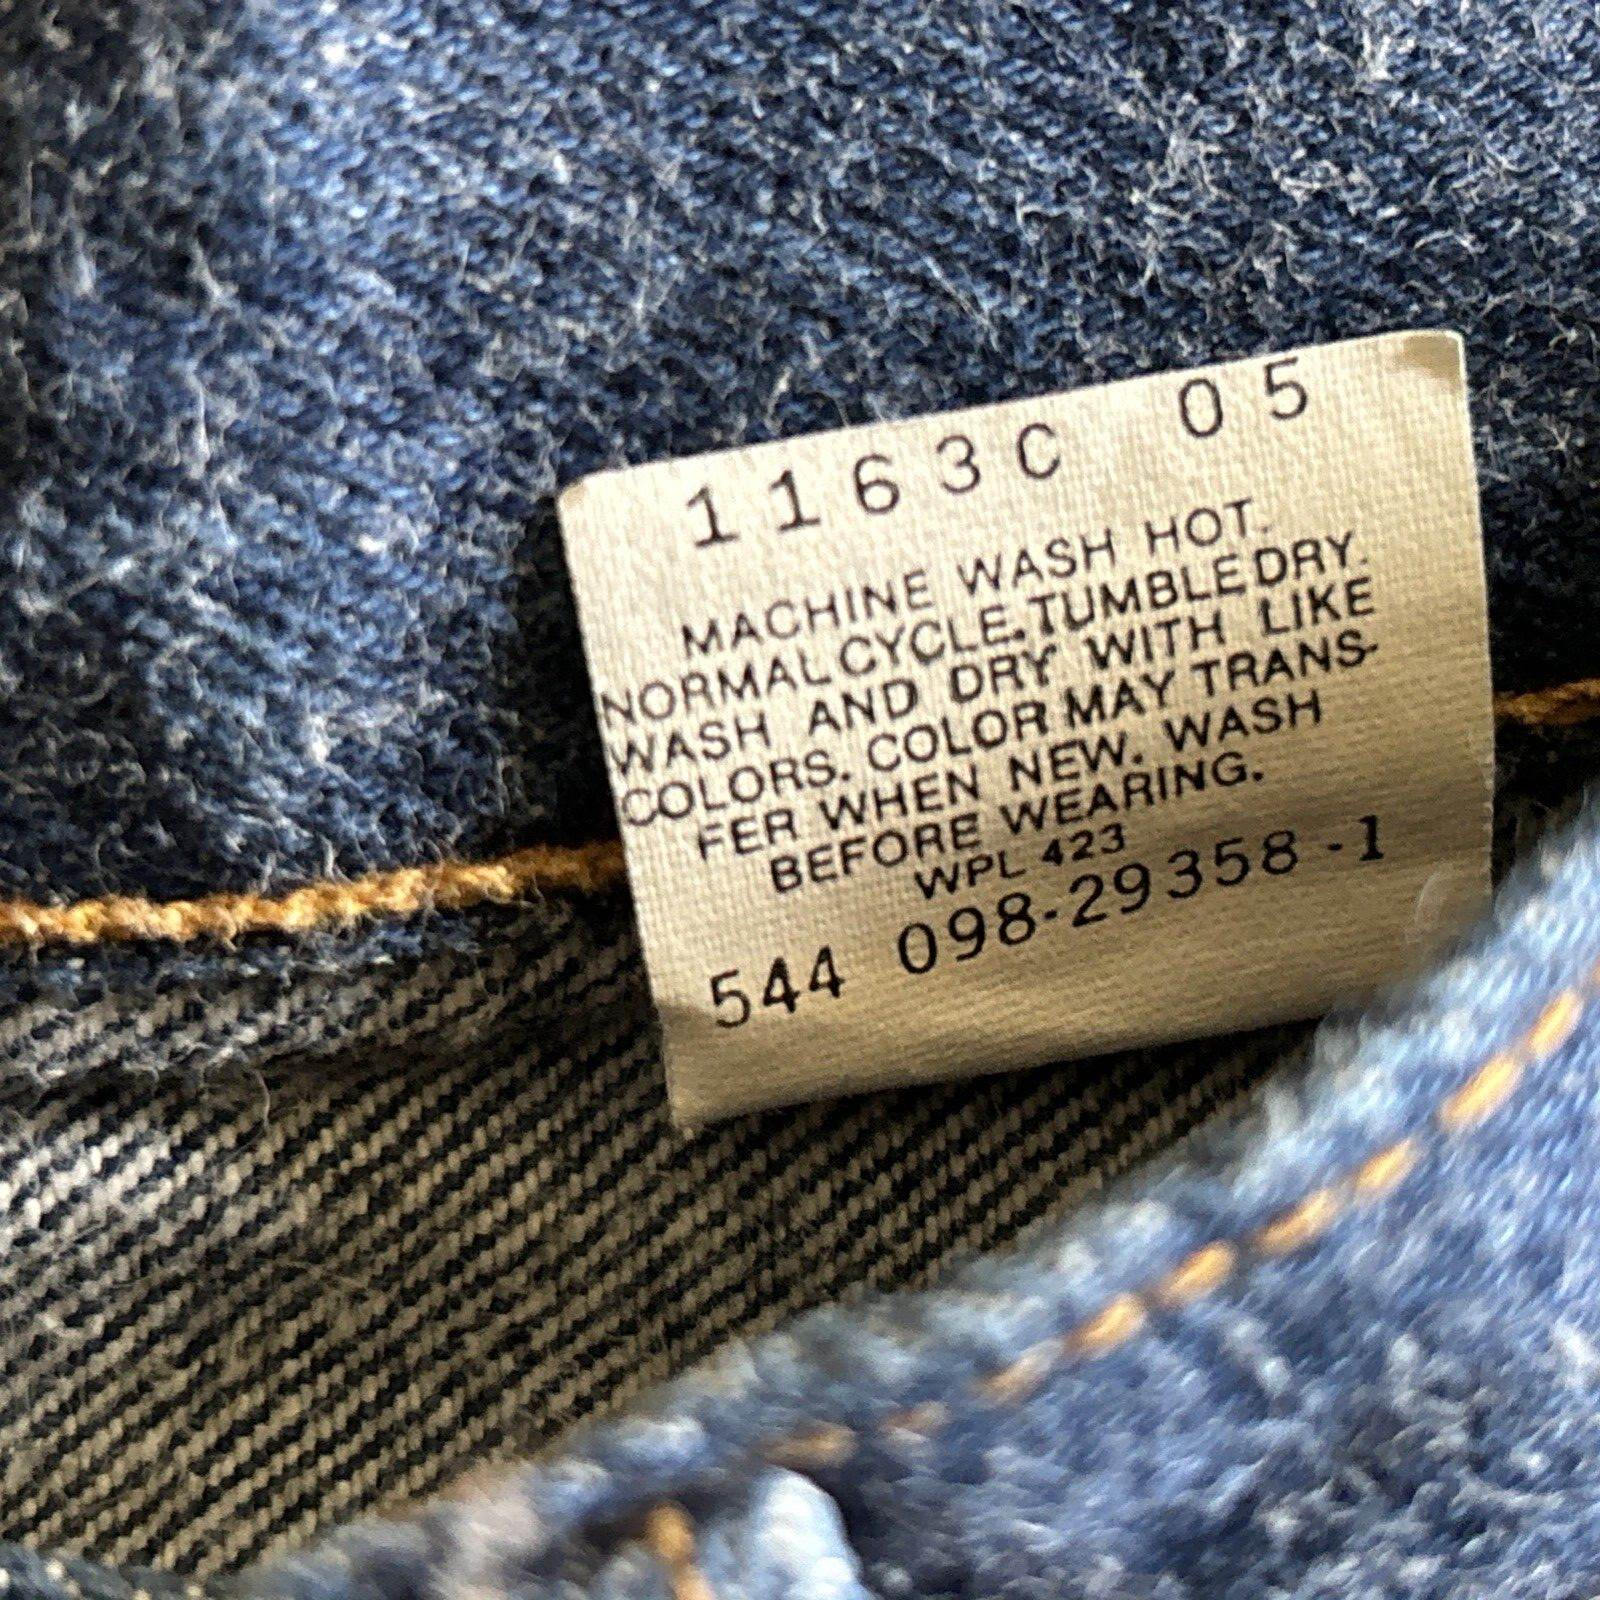 1163C 05
MACHINE WASH HOT.
NORMAL CYCLE. TUMBLE DRY.
WASH AND DRY WITH LIKE
COLORS. COLOR MAY TRANS-
FER WHEN NEW. WASH
BEFORE WEARING.
WPL 423
544 098-29358-1